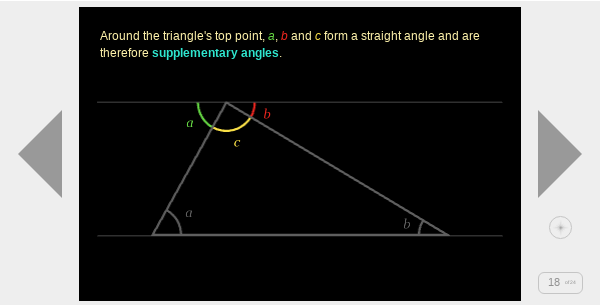 Around the triangle's top point, a, b and c form a straight angle and are
therefore supplementary angles.
a
b
c
a
b
18